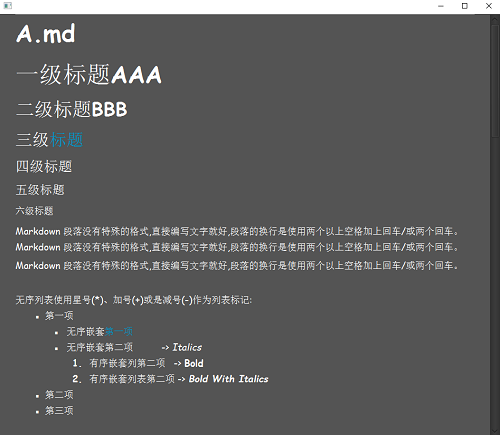 A.md
一级标题AAA
二级标题BBB
三级标题
四级标题
五级标题
六级标题
Markdown 段落没有特殊的格式,直接编写文字就好,段落的换行是使用两个以上空格加上回车/或两个回车。
Markdown 段落没有特殊的格式,直接编写文字就好,段落的换行是使用两个以上空格加上回车/或两个回车。
Markdown 段落没有特殊的格式,直接编写文字就好,段落的换行是使用两个以上空格加上回车/或两个回车。
无序列表使用星号(*)、加号(+)或是减号(-)作为列表标记:
• 第一项
▪ 无序嵌套第一项
▪ 无序嵌套第二项 -> Italics
1. 有序嵌套列第二项 -> Bold
2. 有序嵌套列表第二项 -> Bold With Italics
• 第二项
• 第三项